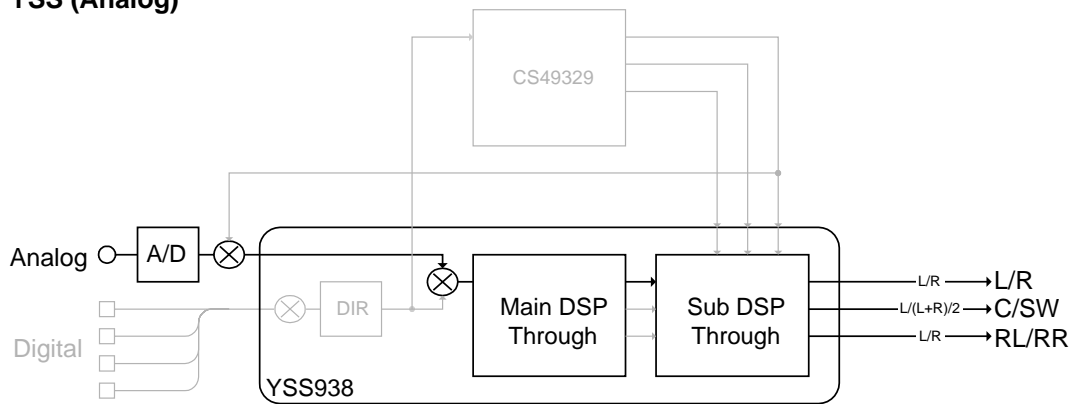 YSS (Analog)
CS49329
Analog
A/D
DIR
Digital
Main DSP
Through
Sub DSP
Through
YSS938
L/R
L/R
L/(L+R)/2
C/SW
L/R
RL/RR